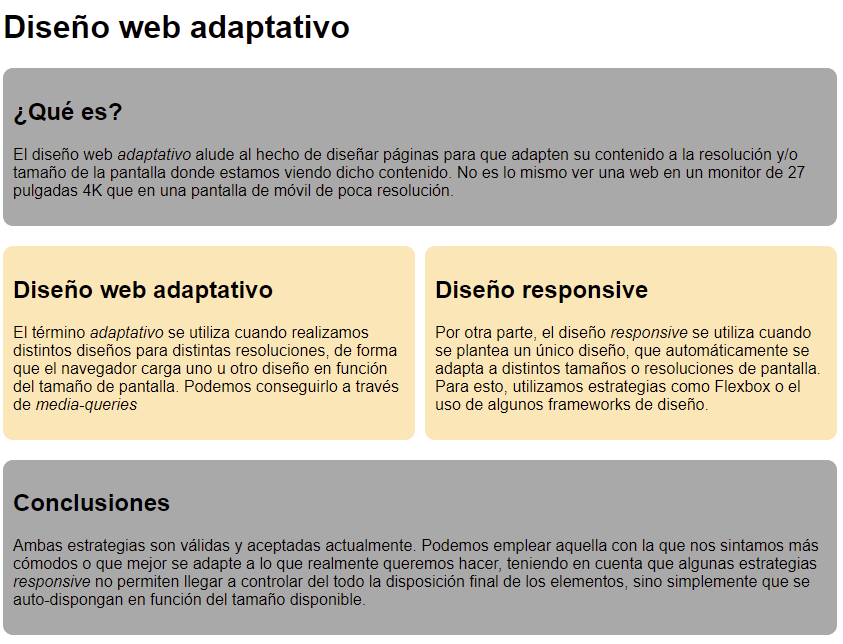 Diseño web adaptativo
¿Qué es?
El diseño web adaptativo alude al hecho de diseñar páginas para que adapten su contenido a la resolución y/o
tamaño de la pantalla donde estamos viendo dicho contenido. No es lo mismo ver una web en un monitor de 27
pulgadas 4K que en una pantalla de móvil de poca resolución.
Diseño web adaptativo
El término adaptativo se utiliza cuando realizamos
distintos diseños para distintas resoluciones, de forma
que el navegador carga uno u otro diseño en función
del tamaño de pantalla. Podemos conseguirlo a través
de media-queries
Diseño responsive
Por otra parte, el diseño responsive se utiliza cuando
se plantea un único diseño, que automáticamente se
adapta a distintos tamaños o resoluciones de pantalla.
Para esto, utilizamos estrategias como Flexbox o el
uso de algunos frameworks de diseño.
Conclusiones
Ambas estrategias son válidas y aceptadas actualmente. Podemos emplear aquella con la que nos sintamos más
cómodos o que mejor se adapte a lo que realmente queremos hacer, teniendo en cuenta que algunas estrategias
responsive no permiten llegar a controlar del todo la disposición final de los elementos, sino simplemente que se
auto-dispongan en función del tamaño disponible.